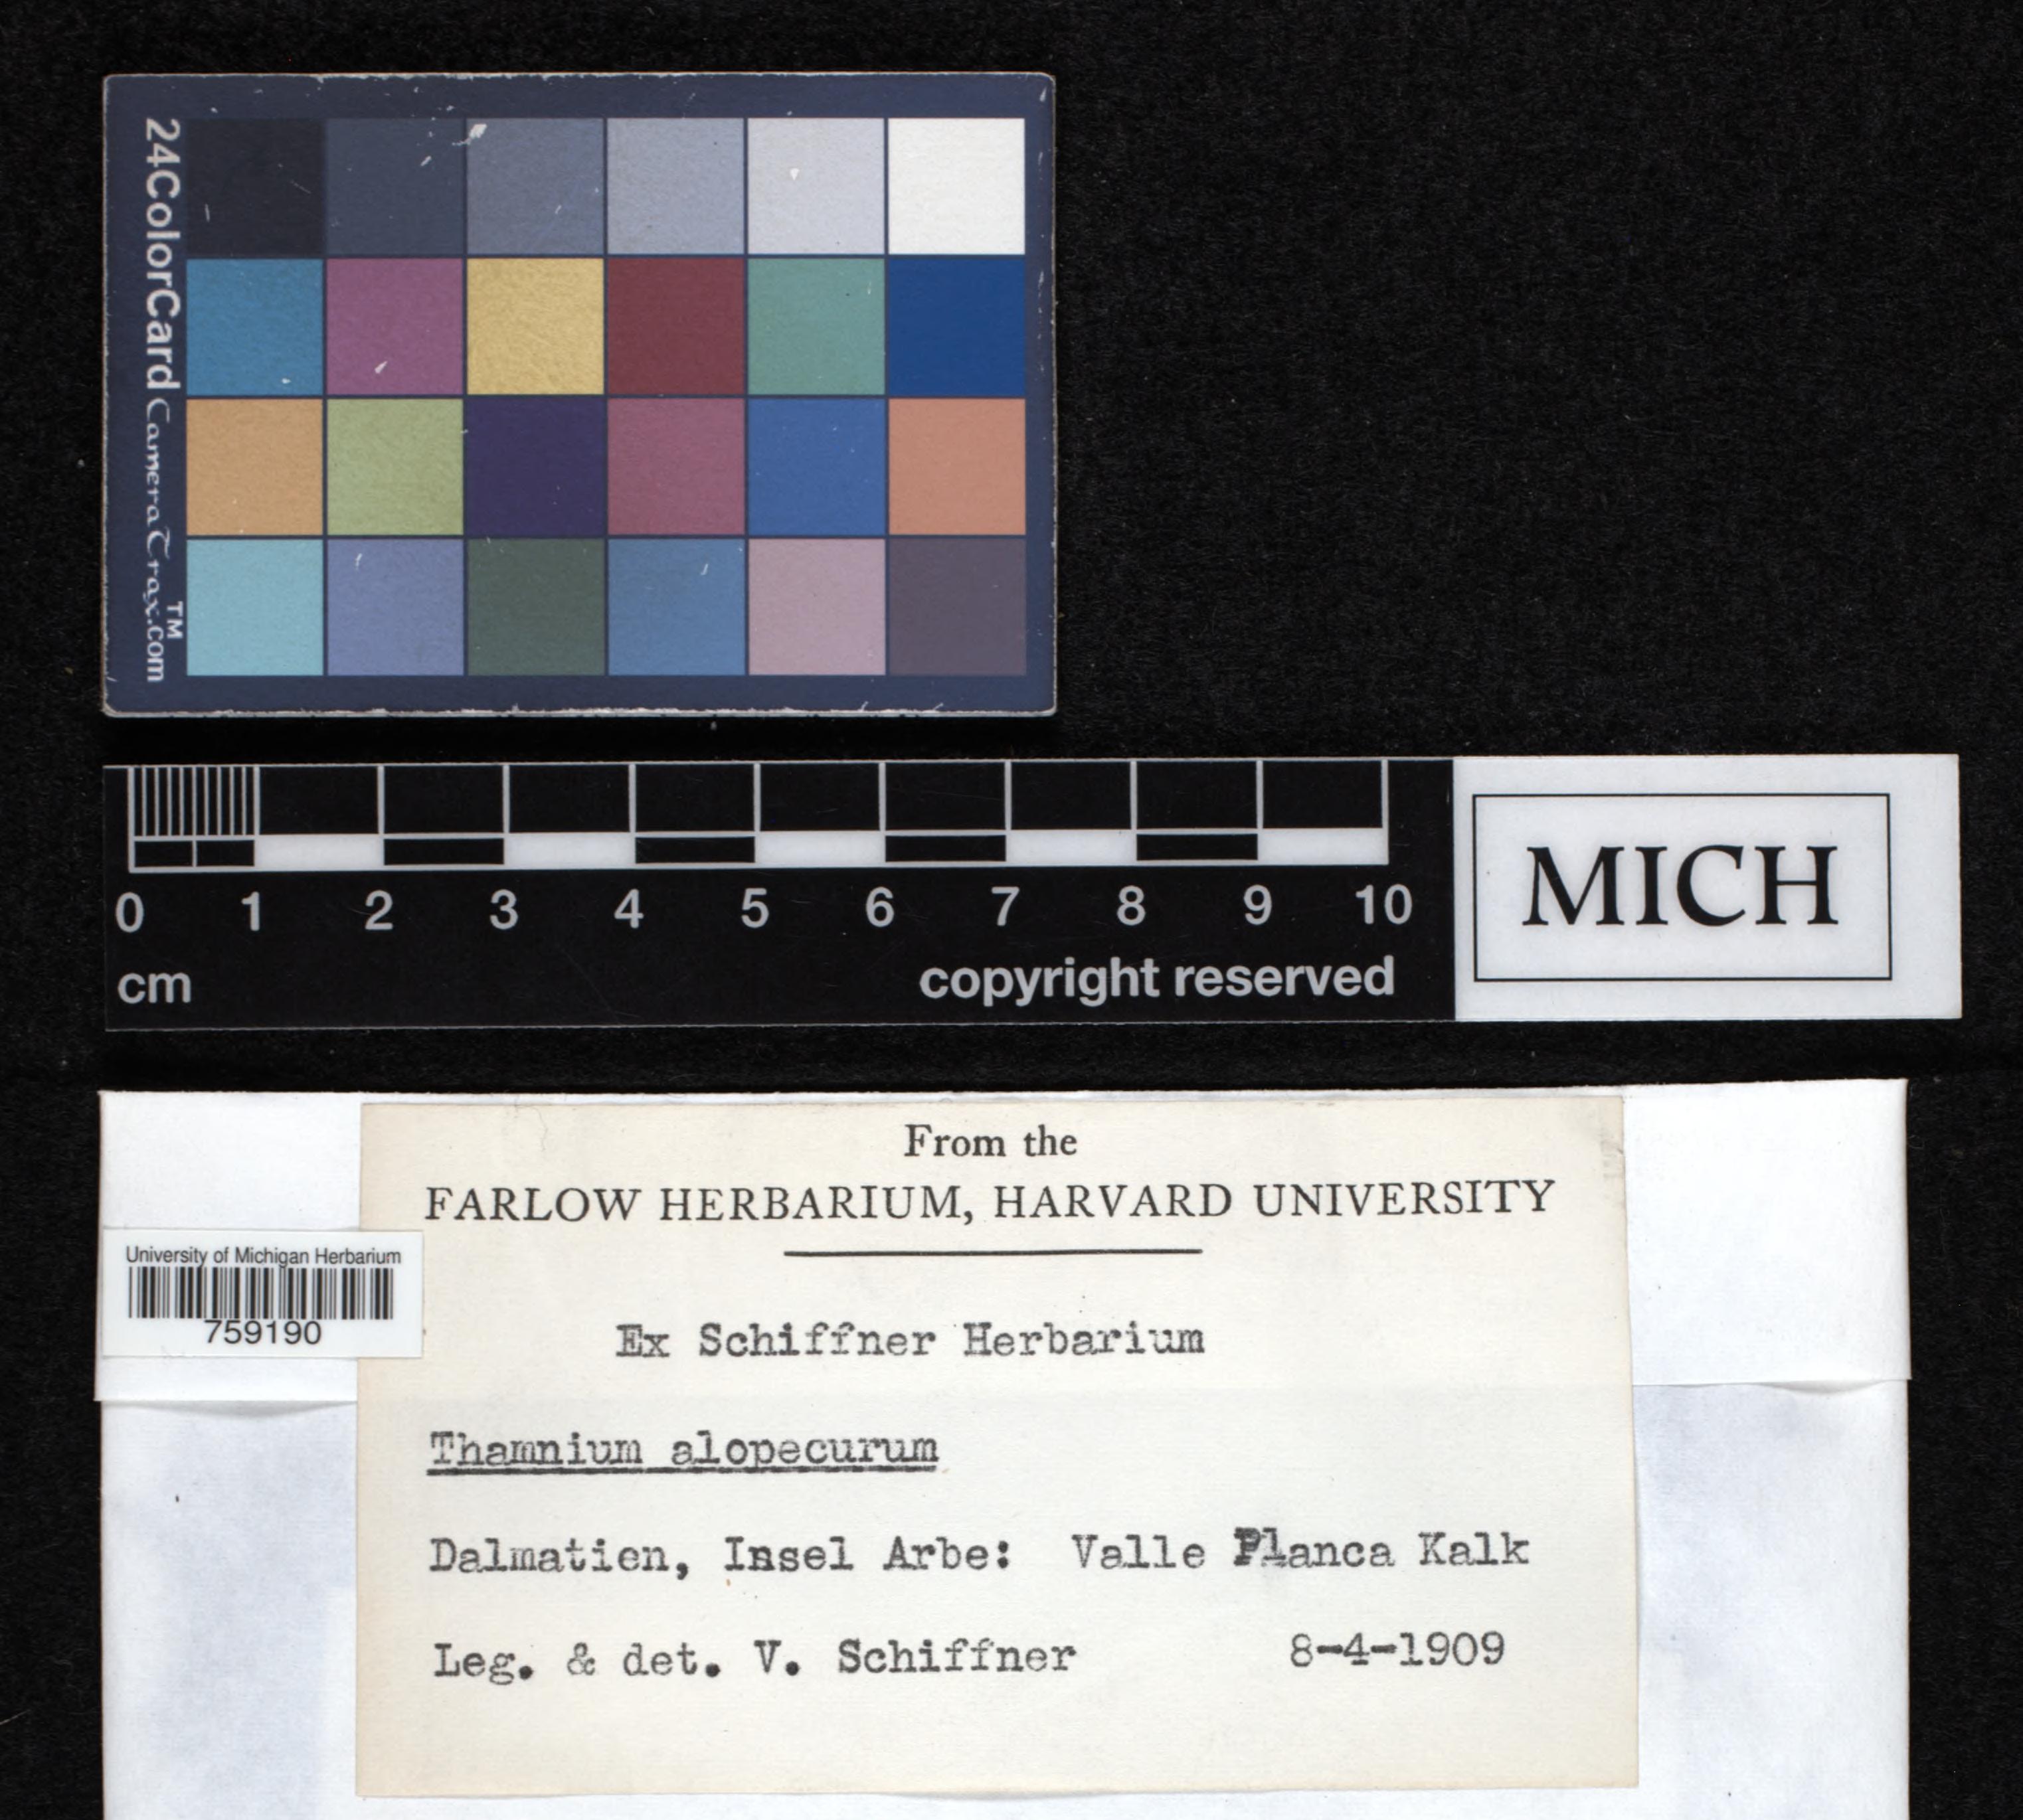 24ColorCard CameraTrax.com
TM
0 1 2 3 4 5 6 7 8 9 10
cm
copyright reserved
MICH
From the
FARLOW HERBARIUM, HARVARD UNIVERSITY
University of Michigan Herbarium
759190
Ex Schiffner Herbarium
Thamnium alopecurum
Dalmatien, Insel Arbe: Valle Planca Kalk
Leg. & det. V. Schiffner 8-4-1909